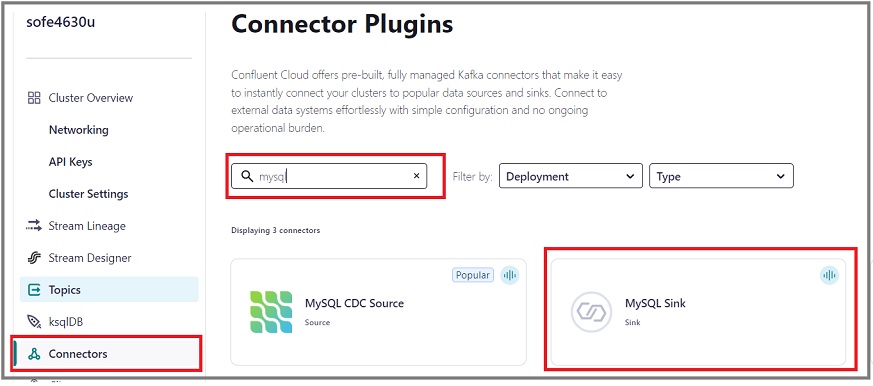 sofe4630u
Cluster Overview
Networking
API Keys
Cluster Settings
Stream Lineage
Stream Designer
Topics
ksqlDB
Connectors
Connector Plugins
Confluent Cloud offers pre-built, fully managed Kafka connectors that make it easy
to instantly connect your clusters to popular data sources and sinks. Connect to
external data systems effortlessly with simple configuration and no ongoing
operational burden.
mysql ×
Filter by: Deployment Type
Displaying 3 connectors
Popular
MySQL CDC Source
Source
MySQL Sink
Sink